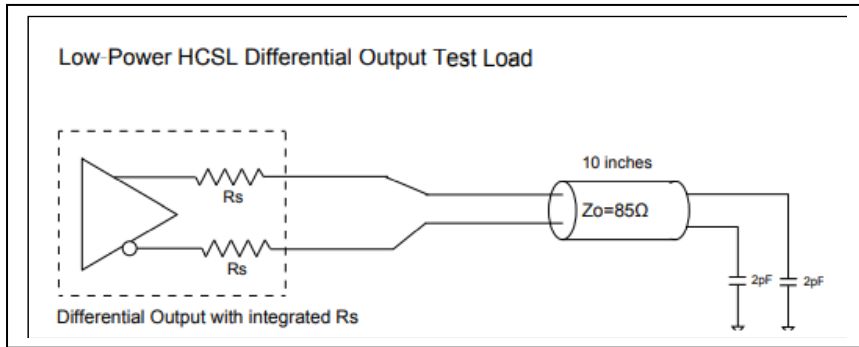 Low-Power HCSL Differential Output Test Load
10 inches
Rs
Zo=85Ω
Rs
2pF 2pF
Differential Output with integrated Rs